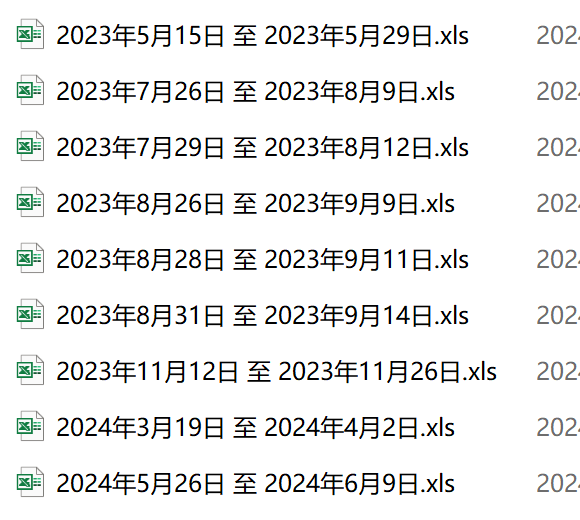 2023年5月15日 至 2023年5月29日.xls 202
2023年7月26日 至 2023年8月9日.xls 202
2023年7月29日 至 2023年8月12日.xls 202
2023年8月26日 至 2023年9月9日.xls 202
2023年8月28日 至 2023年9月11日.xls 202
2023年8月31日 至 2023年9月14日.xls 202
2023年11月12日 至 2023年11月26日.xls 202
2024年3月19日 至 2024年4月2日.xls 202
2024年5月26日 至 2024年6月9日.xls 202